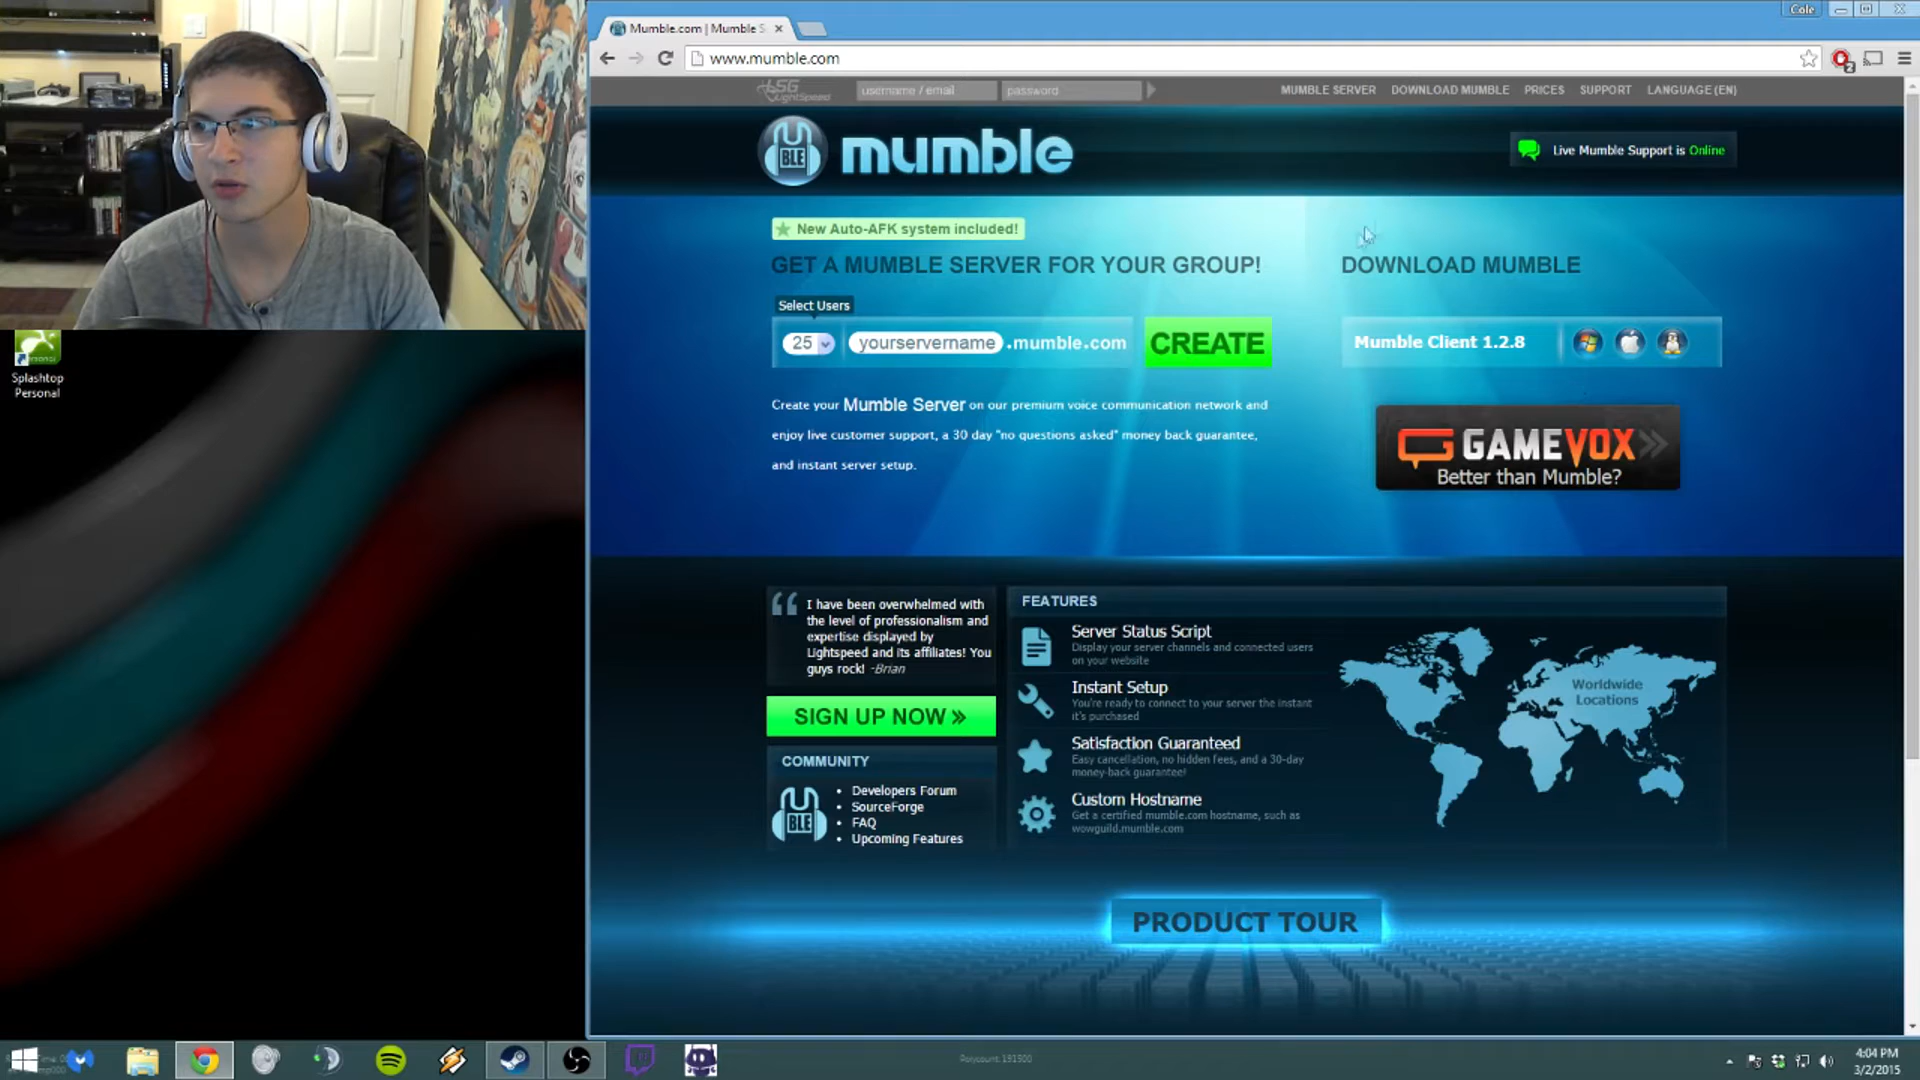 Cole
Mumble.com | Mumble S
www.mumble.com
LSG
LightSpeed
username / email
password
MUMBLE SERVER
DOWNLOAD MUMBLE
PRICES
SUPPORT
LANGUAGE (EN)
UBLE
mumble
Live Mumble Support is Online
New Auto-AFK system included!
GET A MUMBLE SERVER FOR YOUR GROUP!
DOWNLOAD MUMBLE
Select Users
25
yourservername .mumble.com
CREATE
Mumble Client 1.2.8
Create your Mumble Server on our premium voice communication network and
enjoy live customer support, a 30 day "no questions asked" money back guarantee,
and instant server setup.
GAMEVOX
Better than Mumble?
Splashtop
Personal
I have been overwhelmed with
the level of professionalism and
expertise displayed by
Lightspeed and its affiliates! You
guys rock! -Brian
SIGN UP NOW »
COMMUNITY
UBLE
• Developers Forum
• SourceForge
• FAQ
• Upcoming Features
FEATURES
Server Status Script
Display your server channels and connected users
on your website
Instant Setup
You're ready to connect to your server the instant
it's purchased
Satisfaction Guaranteed
Easy cancellation, no hidden fees, and a 30-day
money-back guarantee!
Custom Hostname
Get a certified mumble.com hostname, such as
wowguild.mumble.com
Worldwide
Locations
PRODUCT TOUR
Polycount: 191900
4:04 PM
3/2/2015